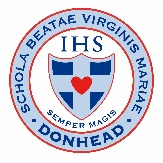 SCHOLA BEATAE VIRGINIS MARIAE
IHS
SEMPER MAGIS
· DONHEAD ·